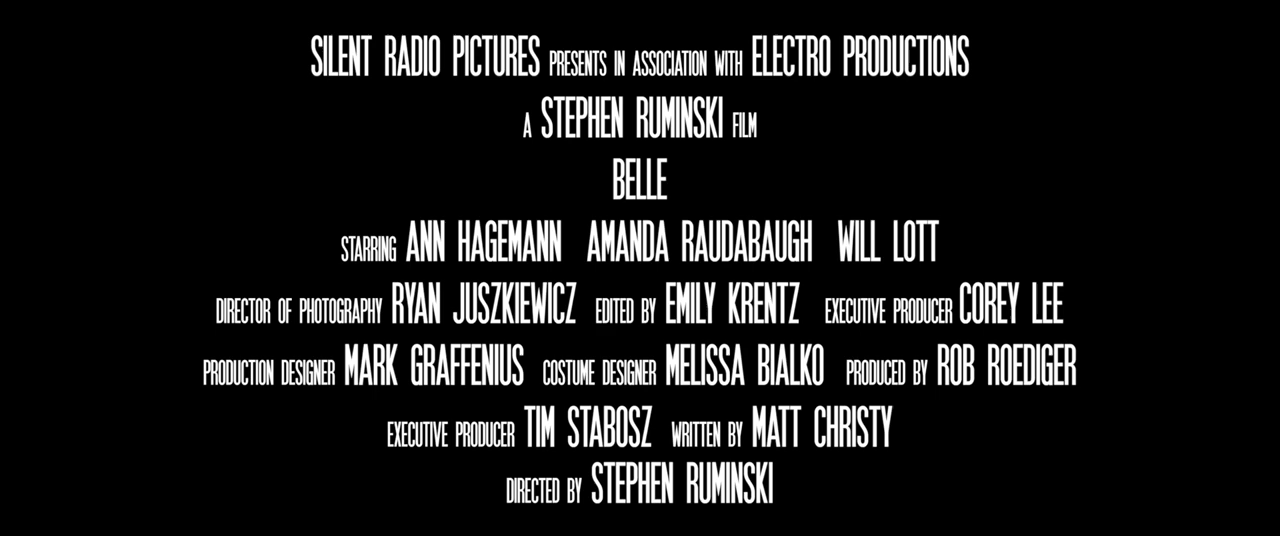 SILENT RADIO PICTURES PRESENTS IN ASSOCIATION WITH ELECTRO PRODUCTIONS
A STEPHEN RUMINSKI FILM
BELLE
STARRING ANN HAGEMANN AMANDA RAUDABAUGH WILL LOTT
DIRECTOR OF PHOTOGRAPHY RYAN JUSZKIEWICZ EDITED BY EMILY KRENTZ EXECUTIVE PRODUCER COREY LEE
PRODUCTION DESIGNER MARK GRAFFENIUS COSTUME DESIGNER MELISSA BIALKO PRODUCED BY ROB ROEDIGER
EXECUTIVE PRODUCER TIM STABOSZ WRITTEN BY MATT CHRISTY
DIRECTED BY STEPHEN RUMINSKI